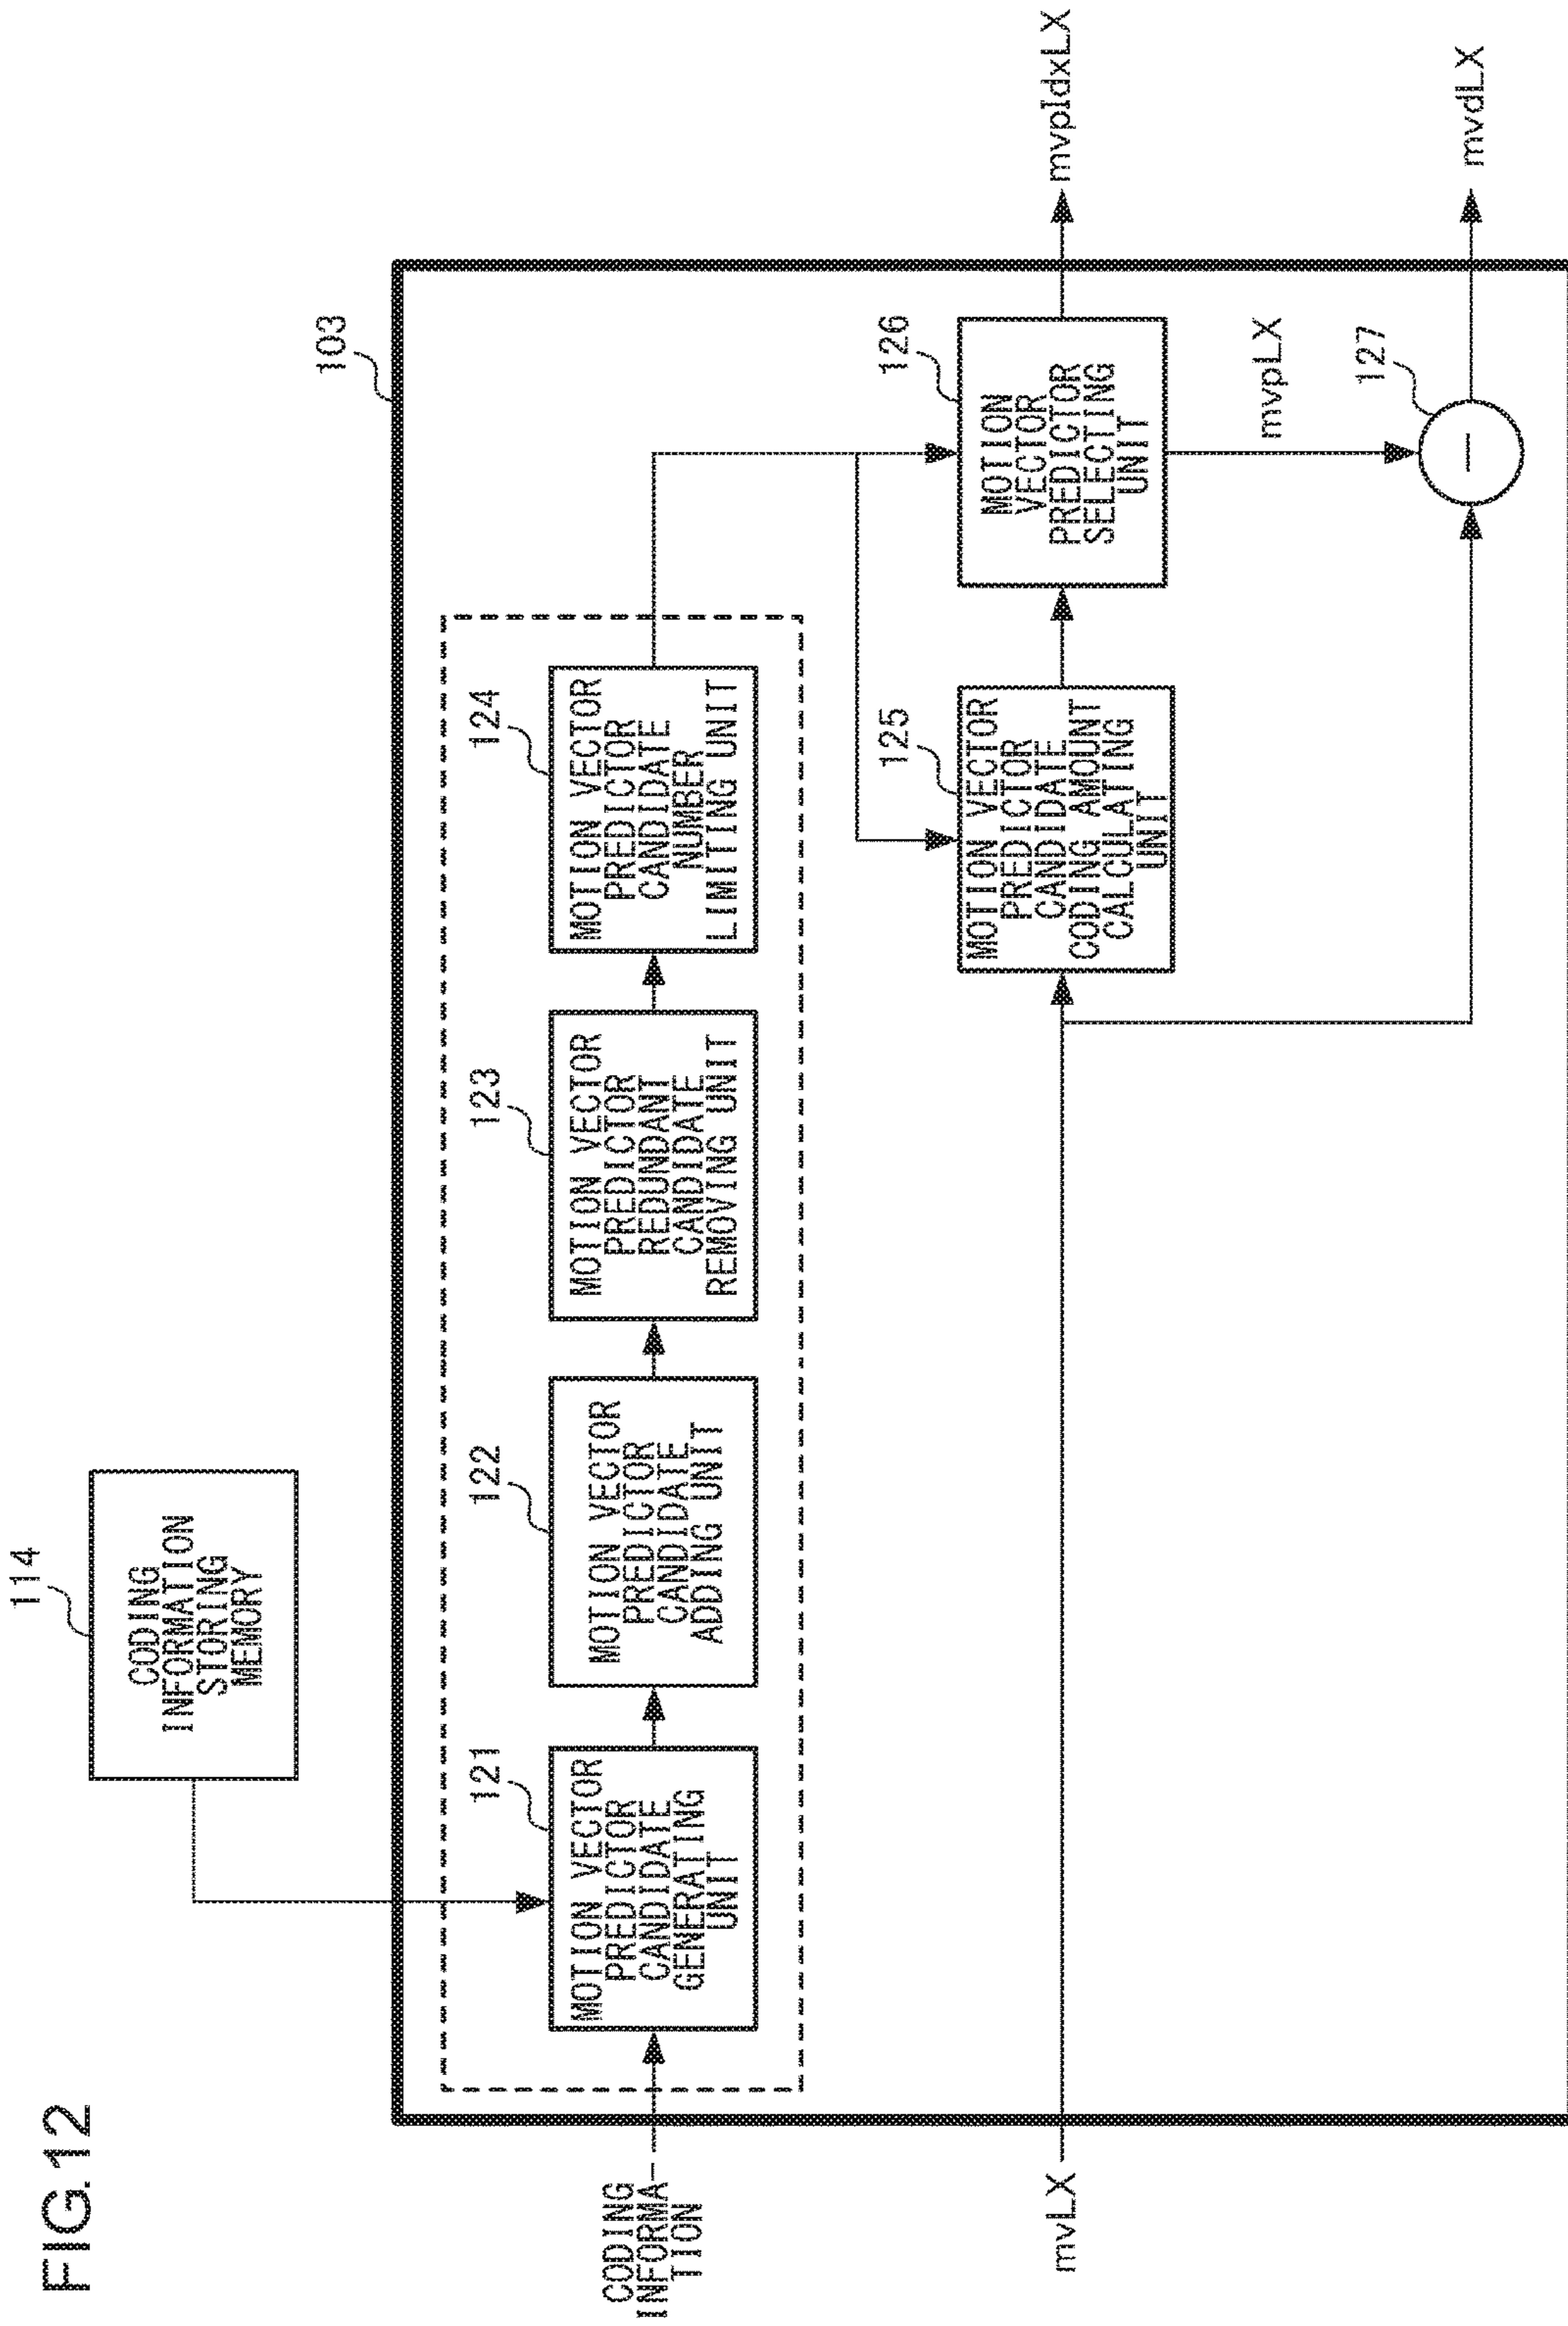 FIG.12
114
CODING
INFORMATION
STORING
MEMORY
103
CODING
INFORMA-
TION
121
MOTION VECTOR
PREDICTOR
CANDIDATE
GENERATING
UNIT
122
MOTION VECTOR
PREDICTOR
CANDIDATE
ADDING UNIT
123
MOTION VECTOR
PREDICTOR
REDUNDANT
CANDIDATE
REMOVING UNIT
124
MOTION VECTOR
PREDICTOR
CANDIDATE
NUMBER
LIMITING UNIT
mvLX
125
MOTION VECTOR
PREDICTOR
CANDIDATE
CODING AMOUNT
CALCULATING
UNIT
126
MOTION
VECTOR
PREDICTOR
SELECTING
UNIT
mvpIdxLX
mvpLX
127
−
mvdLX